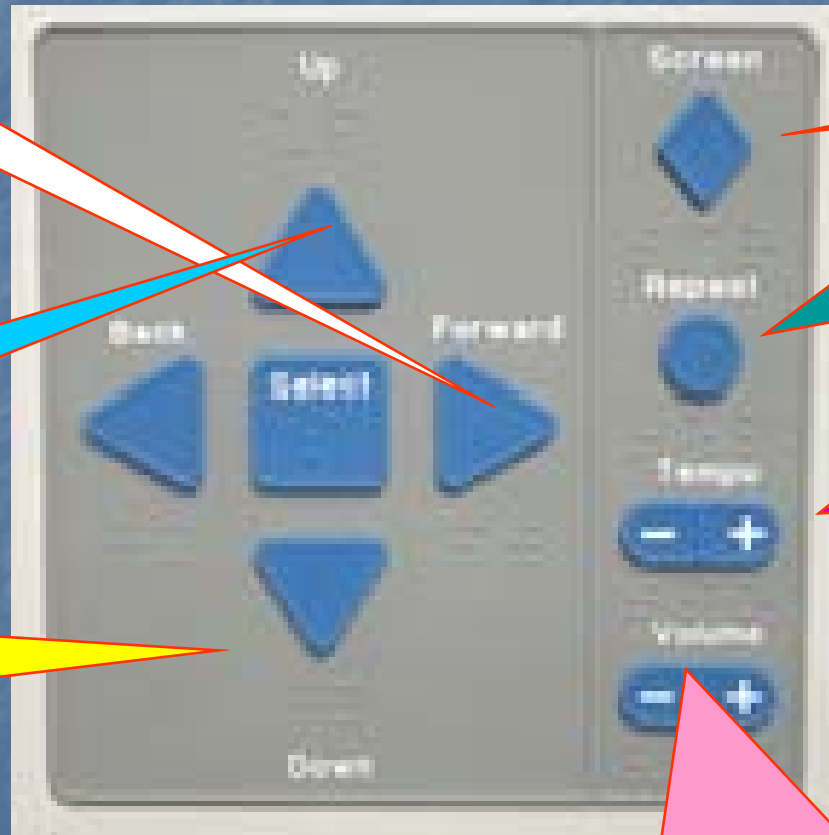 Up
Screen
Repeat
Back
Forward
Select
Tempo
- +
Volume
- +
Down